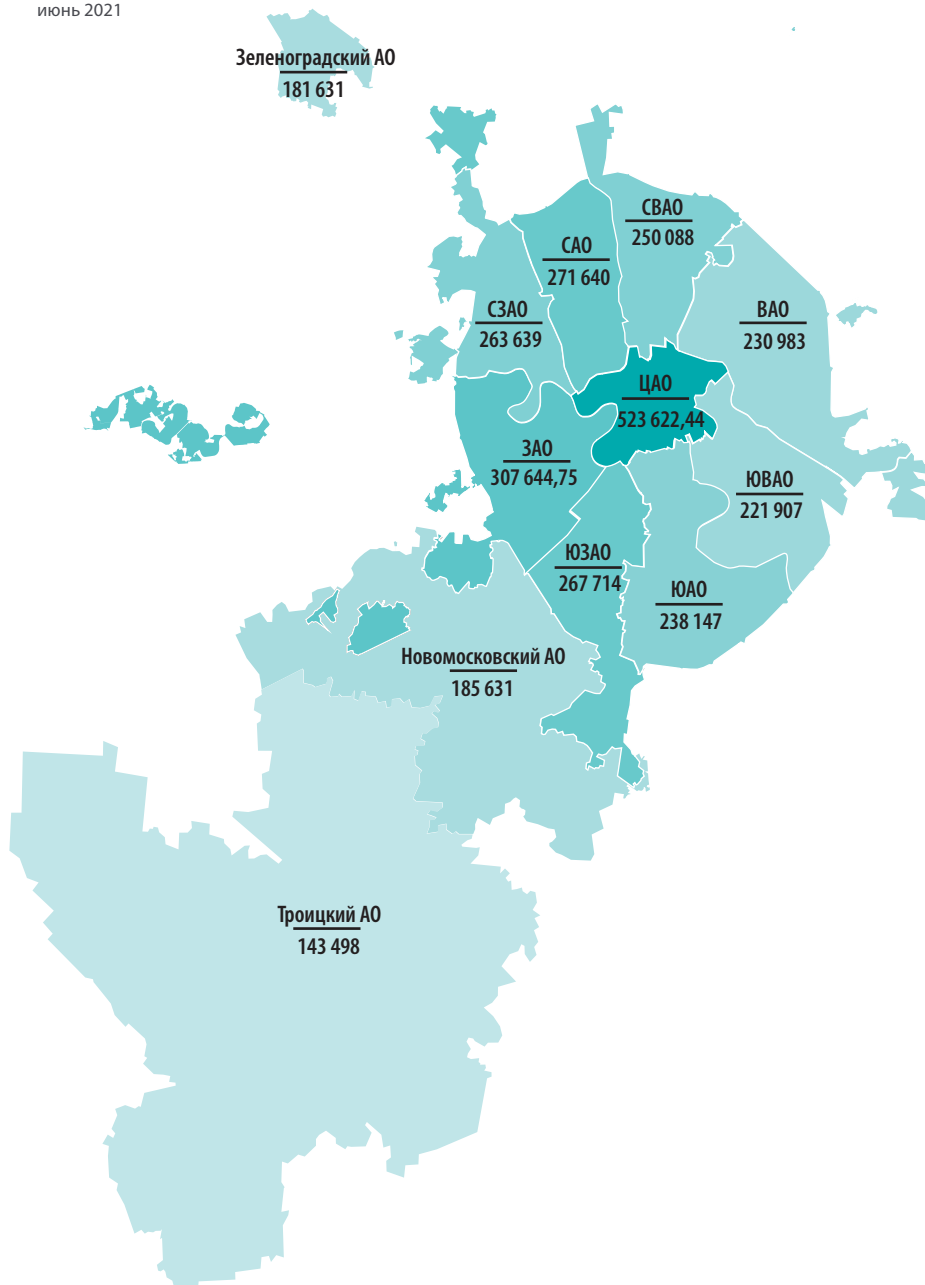 июнь 2021
Зеленоградский АО
181 631
СВАО
250 088
САО
271 640
СЗАО
263 639
ВАО
230 983
ЦАО
523 622,44
ЗАО
307 644,75
ЮВАО
221 907
ЮЗАО
267 714
ЮАО
238 147
Новомосковский АО
185 631
Троицкий АО
143 498